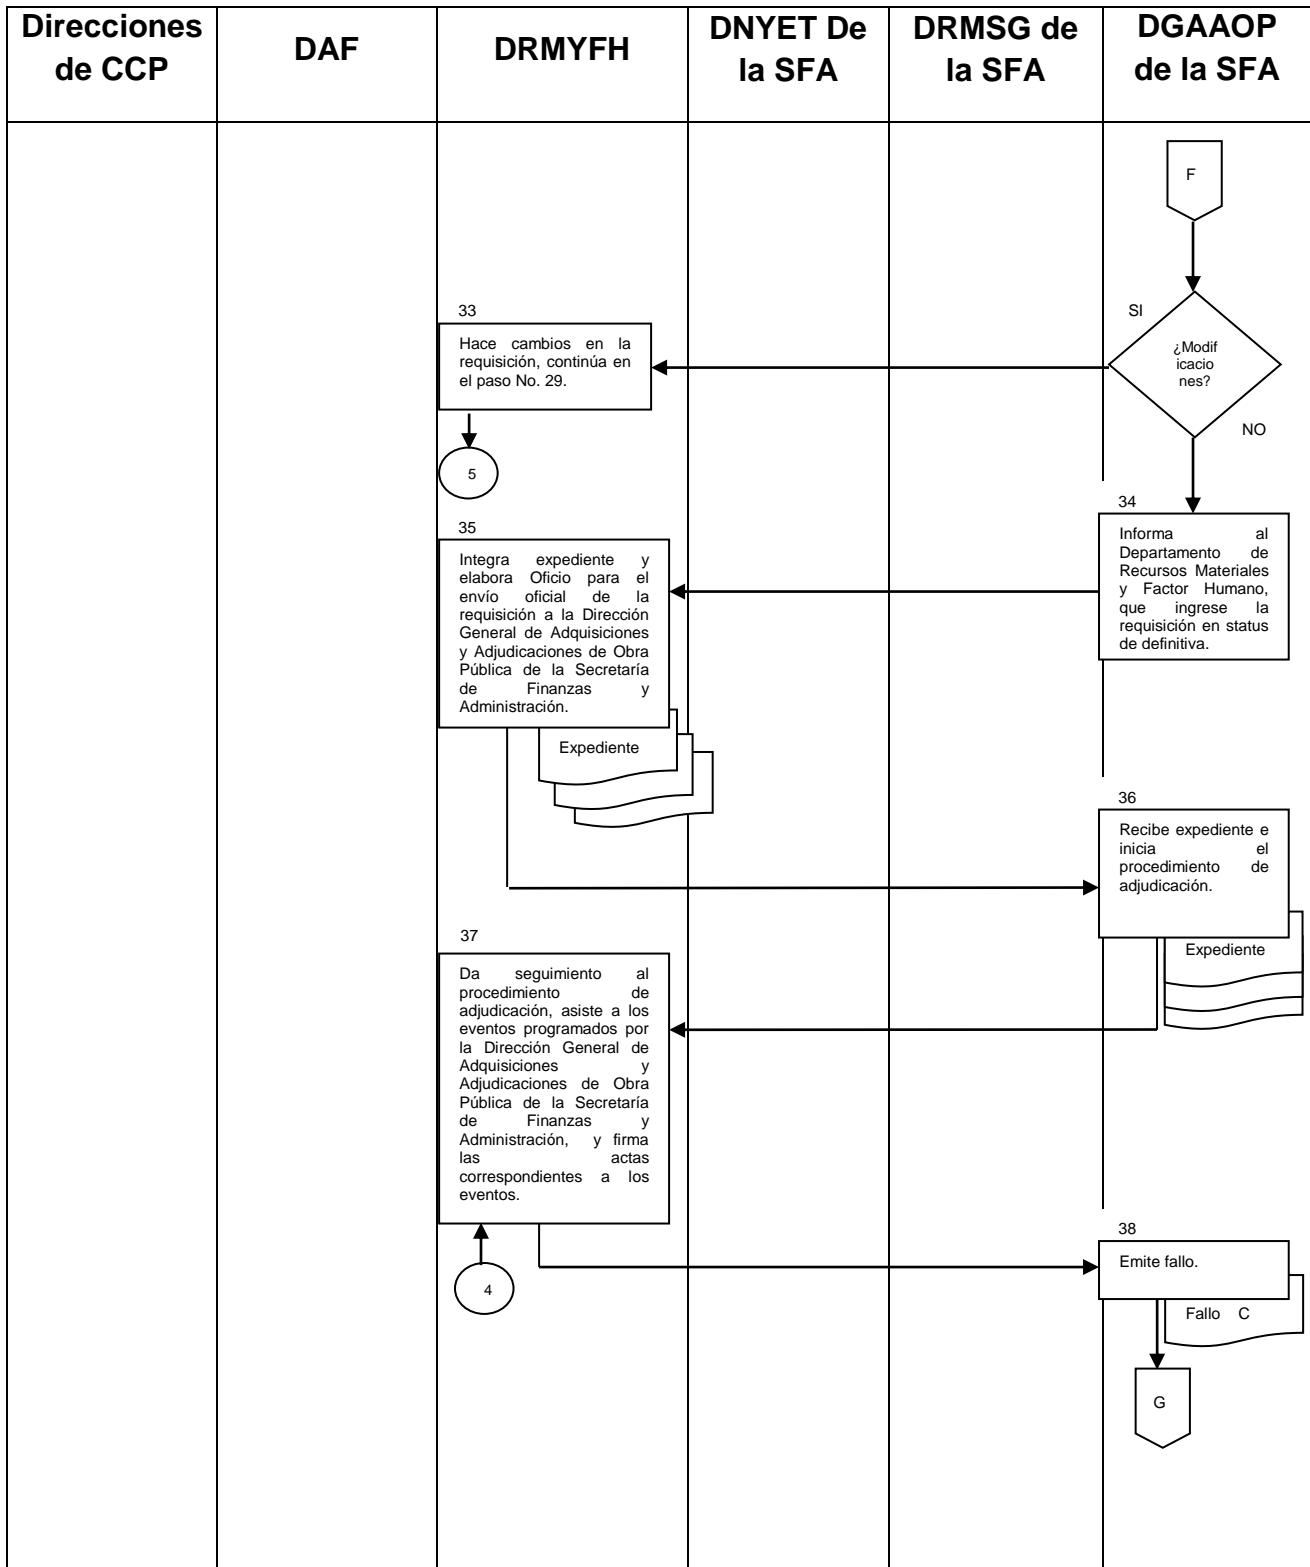 Direcciones
de CCP
DAF
DRMYFH
DNYET De
la SFA
DRMSG de
la SFA
DGAAOP
de la SFA
F
SI
¿Modif
icacio
nes?
NO
33
Hace cambios en la
requisición, continúa en
el paso No. 29.
5
34
Informa al
Departamento de
Recursos Materiales
y Factor Humano,
que ingrese la
requisición en status
de definitiva.
35
Integra expediente y
elabora Oficio para el
envío oficial de la
requisición a la Dirección
General de Adquisiciones
y Adjudicaciones de Obra
Pública de la Secretaría
de Finanzas y
Administración.
Expediente
36
Recibe expediente e
inicia el
procedimiento de
adjudicación.
Expediente
37
Da seguimiento al
procedimiento de
adjudicación, asiste a los
eventos programados por
la Dirección General de
Adquisiciones y
Adjudicaciones de Obra
Pública de la Secretaría
de Finanzas y
Administración, y firma
las actas
correspondientes a los
eventos.
4
38
Emite fallo.
Fallo C
G